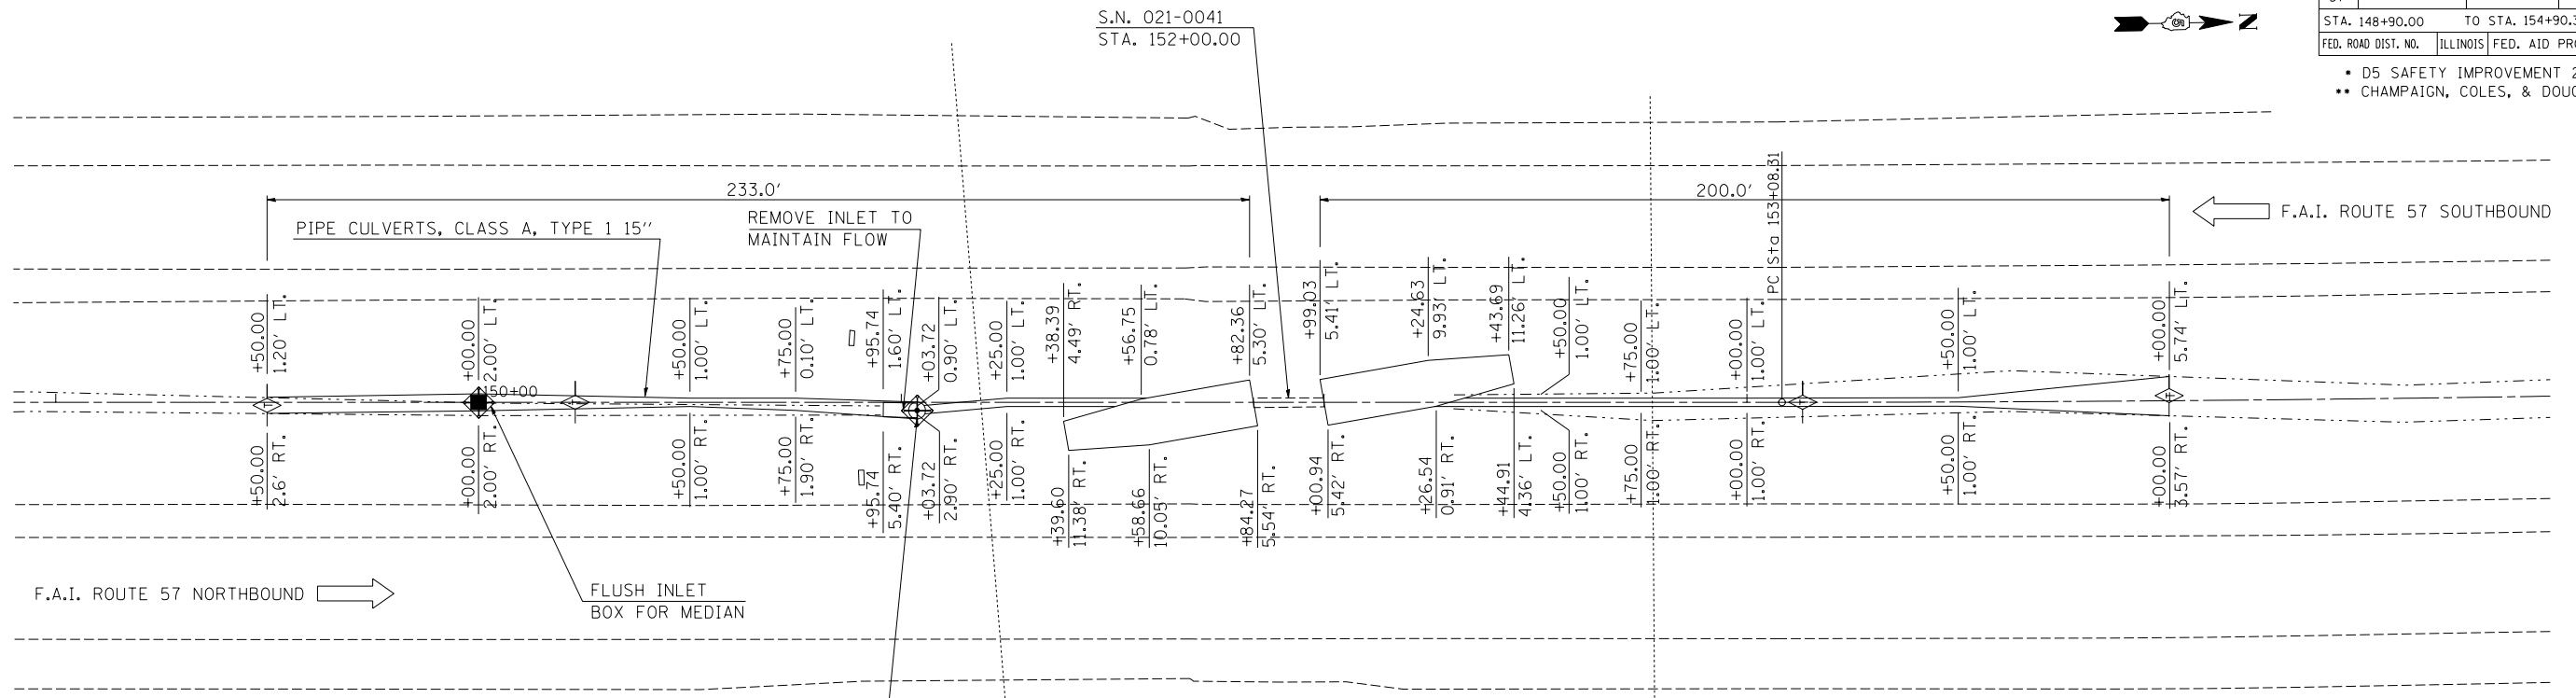 S.N. 021-0041
STA. 152+00.00
N
STA. 148+90.00 TO STA. 154+90.3
FED. ROAD DIST. NO. ILLINOIS FED. AID
* D5 SAFETY IMPROVEMENT
** CHAMPAIGN, COLES, &
233.0'
200.0'
PIPE CULVERTS, CLASS A, TYPE 1 15''
REMOVE INLET TO
MAINTAIN FLOW
PC Sta 153+08.31
F.A.I. ROUTE 57 SOUTHBOUND
+50.00
1.20' LT.
+00.00
2.00' LT.
+50.00
1.00' LT.
+75.00
0.10' LT.
+95.74
1.60' LT.
+03.72
0.90' LT.
+25.00
1.00' LT.
+38.39
4.49' RT.
+56.75
0.78' LT.
+82.36
5.30' LT.
+99.03
5.41' LT.
+24.63
9.93' LT.
+43.69
11.26' LT.
+50.00
1.00' LT.
+75.00
1.00' LT.
+00.00
1.00' LT.
+50.00
1.00' LT.
+00.00
5.74' LT.
150+00
+50.00
2.6' RT.
+00.00
2.00' RT.
+50.00
1.00' RT.
+75.00
1.90' RT.
+95.74
5.40' RT.
+03.72
2.90' RT.
+25.00
1.00' RT.
+39.60
11.38' RT.
+58.66
10.05' RT.
+84.27
5.54' RT.
+00.94
5.42' RT.
+26.54
0.91' RT.
+44.91
4.36' LT.
+50.00
1.00' RT.
+75.00
1.00' RT.
+00.00
1.00' RT.
+50.00
1.00' RT.
+00.00
3.57' RT.
F.A.I. ROUTE 57 NORTHBOUND
FLUSH INLET
BOX FOR MEDIAN